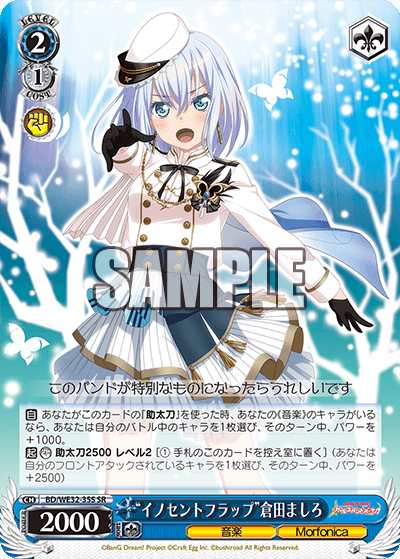 LEVEL
2
1
COST
SAMPLE
このバンドが特別なものになったらうれしいです
自 あなたがこのカードの「助太刀」を使った時、あなたの《音楽》のキャラがいる
なら、あなたは自分のバトル中のキャラを1枚選び、そのターン中、パワーを
+1000。
起 助太刀2500 レベル2 [① 手札のこのカードを控え室に置く] (あなたは
自分のフロントアタックされているキャラを1枚選び、そのターン中、パワーを
+2500)
CH BD/WE32-35S SR
POWER 2000
“イノセントフラップ”倉田ましろ
音楽 Morfonica
©BanG Dream! Project ©Craft Egg Inc. ©bushiroad All Rights Reserved.